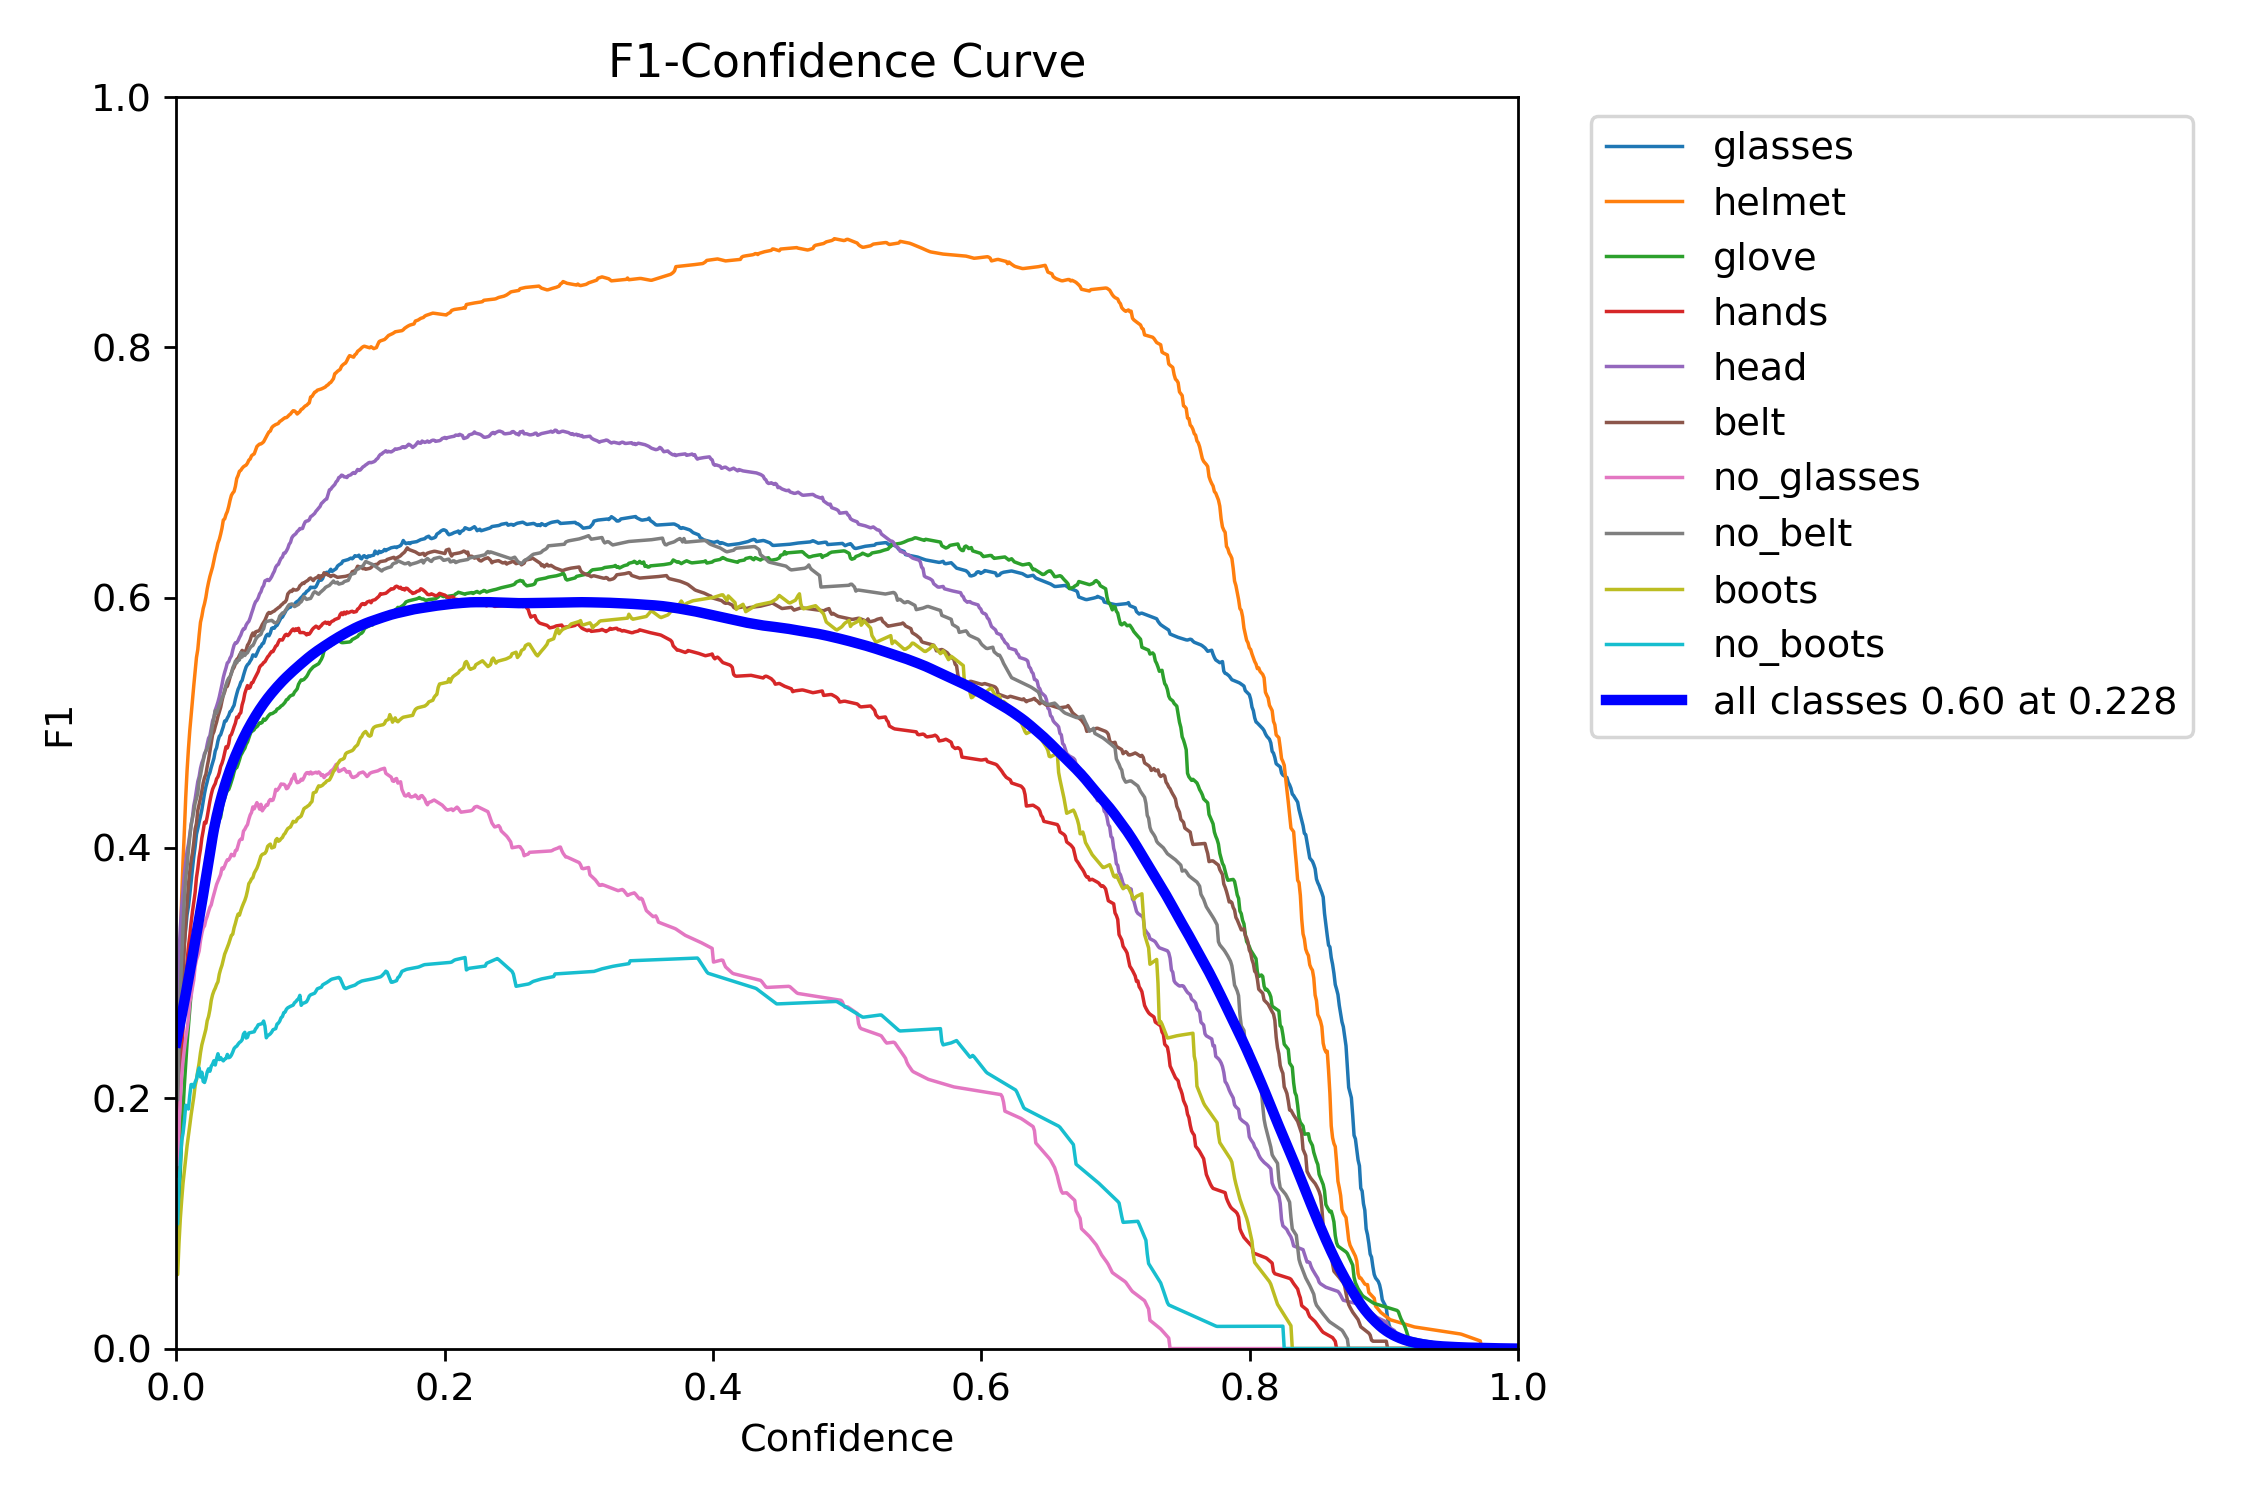 F1-Confidence Curve
1.0
0.8
0.6
0.4
0.2
0.0
F1
0.0 0.2 0.4 0.6 0.8 1.0
Confidence
glasses
helmet
glove
hands
head
belt
no_glasses
no_belt
boots
no_boots
all classes 0.60 at 0.228